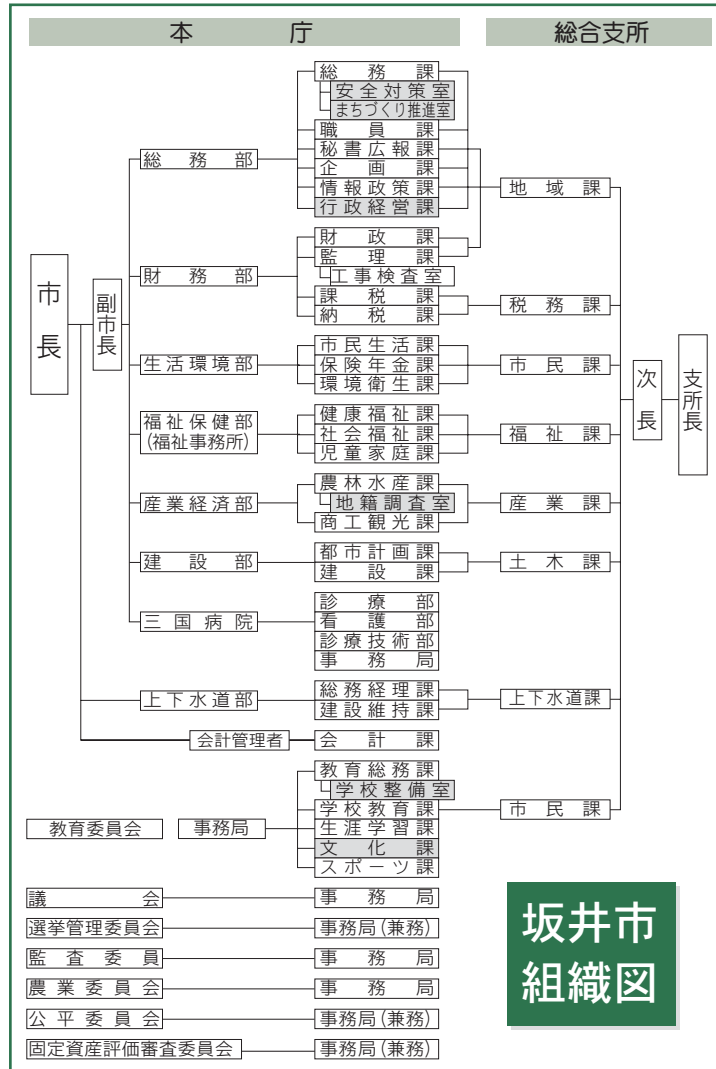 本庁
総合支所
市長
副市長
総務部
総務課
安全対策室
まちづくり推進室
職員課
秘書広報課
企画課
情報政策課
行政経営課
地域課
財務部
財政課
監理課
工事検査室
課税課
納税課
税務課
生活環境部
市民生活課
保険年金課
環境衛生課
市民課
福祉保健部
(福祉事務所)
健康福祉課
社会福祉課
児童家庭課
福祉課
産業経済部
農林水産課
地籍調査室
商工観光課
産業課
建設部
都市計画課
建設課
土木課
三国病院
診療部
看護部
診療技術部
事務局
上下水道部
総務経理課
建設維持課
上下水道課
会計管理者
会計課
教育委員会
事務局
教育総務課
学校整備室
学校教育課
生涯学習課
文化課
スポーツ課
市民課
次長
支所長
議会
事務局
選挙管理委員会
事務局(兼務)
監査委員
事務局
農業委員会
事務局
公平委員会
事務局(兼務)
固定資産評価審査委員会
事務局(兼務)
坂井市
組織図